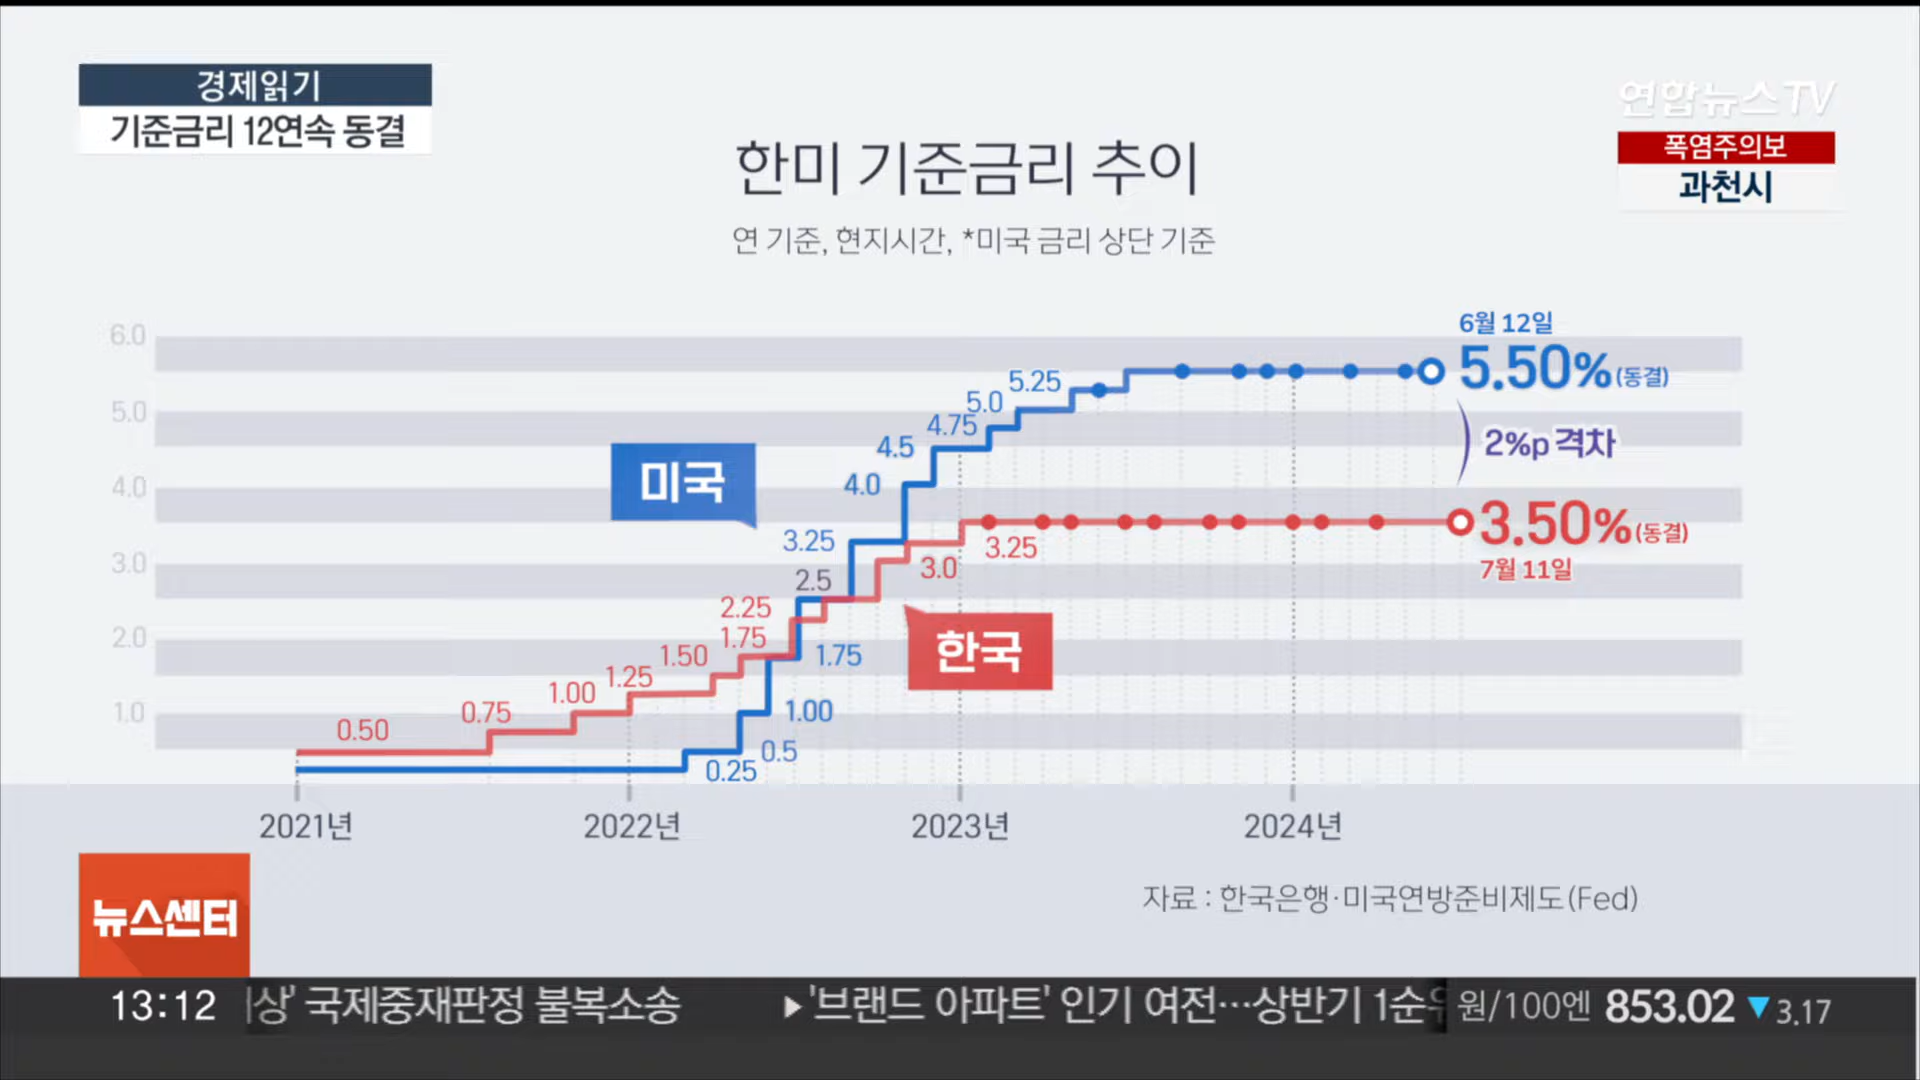 경제읽기
기준금리 12연속 동결
연합뉴스TV
폭염주의보
과천시
한미 기준금리 추이
연 기준, 현지시간, *미국 금리 상단 기준
6.0
5.0
4.0
3.0
2.0
1.0
6월 12일
5.50%(동결)
2%p 격차
3.50%(동결)
7월 11일
미국
5.25
5.0
4.75
4.5
4.0
3.25
2.5
1.75
1.00
0.5
0.25
한국
3.25
3.0
2.25
1.75
1.50
1.25
1.00
0.75
0.50
2021년
2022년
2023년
2024년
자료 : 한국은행·미국연방준비제도(Fed)
뉴스센터
13:12
상' 국제중재판정 불복소송
▶'브랜드 아파트' 인기 여전…상반기 1순
원/100엔 853.02 ▼3.17